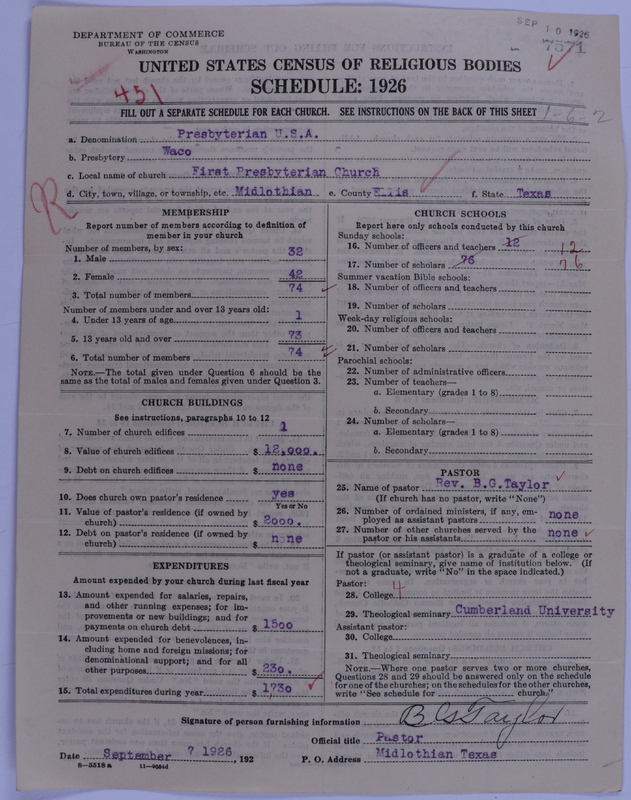 DEPARTMENT OF COMMERCE
BUREAU OF THE CENSUS
WASHINGTON
SEP 10 1926
7571
UNITED STATES CENSUS OF RELIGIOUS BODIES
SCHEDULE: 1926
451
FILL OUT A SEPARATE SCHEDULE FOR EACH CHURCH. SEE INSTRUCTIONS ON THE BACK OF THIS SHEET
1-6-2
a. Denomination Presbyterian U.S.A.
b. Presbytery Waco
c. Local name of church First Presbyterian Church
d. City, town, village, or township, etc. Midlothian e. County Ellis f. State Texas
R
MEMBERSHIP
Report number of members according to definition of
member in your church
Number of members, by sex:
1. Male 32
2. Female 42
3. Total number of members 74
Number of members under and over 13 years old:
4. Under 13 years of age 1
5. 13 years old and over 73
6. Total number of members 74
NOTE.—The total given under Question 6 should be the
same as the total of males and females given under Question 3.
CHURCH BUILDINGS
See instructions, paragraphs 10 to 12
7. Number of church edifices 1
8. Value of church edifices $ 12,000.
9. Debt on church edifices $ none
10. Does church own pastor's residence yes
Yes or No
11. Value of pastor's residence (if owned by
church) $ 2000.
12. Debt on pastor's residence (if owned by
church) $ none
EXPENDITURES
Amount expended by your church during last fiscal year
13. Amount expended for salaries, repairs,
and other running expenses; for im-
provements or new buildings; and for
payments on church debt $ 1500
14. Amount expended for benevolences, in-
cluding home and foreign missions; for
denominational support; and for all
other purposes $ 230.
15. Total expenditures during year $ 1730
CHURCH SCHOOLS
Report here only schools conducted by this church
Sunday schools:
16. Number of officers and teachers 12 12
17. Number of scholars 76 76
Summer vacation Bible schools:
18. Number of officers and teachers
19. Number of scholars
Week-day religious schools:
20. Number of officers and teachers
21. Number of scholars
Parochial schools:
22. Number of administrative officers
23. Number of teachers—
a. Elementary (grades 1 to 8)
b. Secondary
24. Number of scholars—
a. Elementary (grades 1 to 8)
b. Secondary
PASTOR
25. Name of pastor Rev. B.G.Taylor
(If church has no pastor, write "None")
26. Number of ordained ministers, if any, em-
ployed as assistant pastors none
27. Number of other churches served by the
pastor or his assistants none
If pastor (or assistant pastor) is a graduate of a college or
theological seminary, give name of institution below. (If
not a graduate, write "No" in the space indicated.)
Pastor:
28. College 4
29. Theological seminary Cumberland University
Assistant pastor:
30. College
31. Theological seminary
NOTE.—Where one pastor serves two or more churches,
Questions 28 and 29 should be answered only on the schedule
for one of the churches; on the schedules for the other churches,
write "See schedule for church."
Signature of person furnishing information B G Taylor
Official title Pastor
Date September 7 1926 , 192 P. O. Address Midlothian Texas
8—5518 a 11—9584d